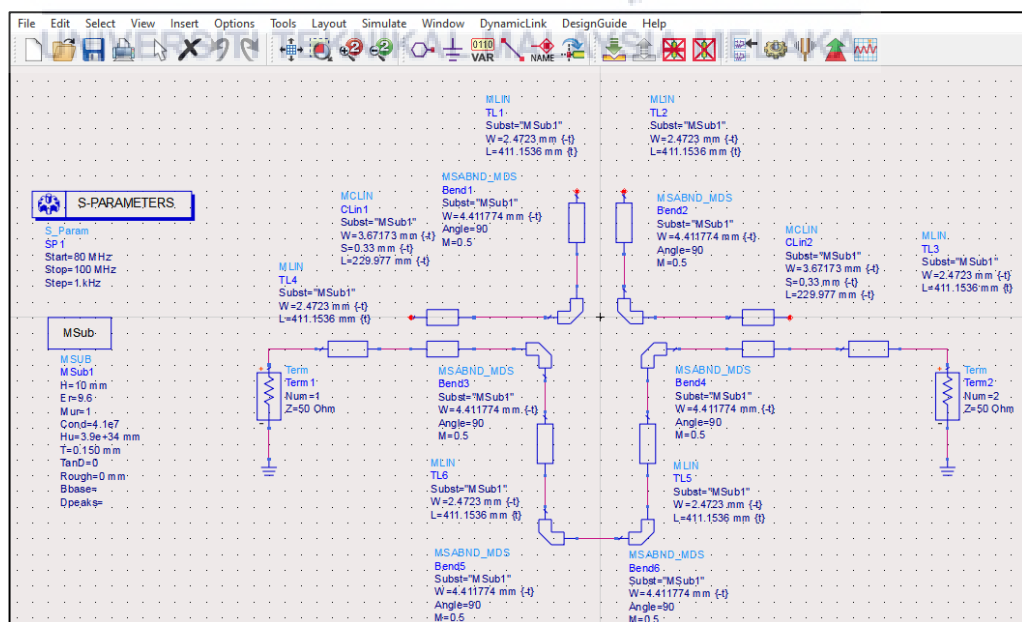 File Edit Select View Insert Options Tools Layout Simulate Window DynamicLink DesignGuide Help
UNIVERSITI TEKNIKAL MALAYSIA MELAKA
0110
VAR
NAME
MLIN
TL1
Subst="MSub1"
W=2.4723 mm {-t}
L=411.1536 mm {t}
MLIN
TL2
Subst="MSub1"
W=2.4723 mm {-t}
L=411.1536 mm {t}
S-PARAMETERS
S_Param
SP1
Start=80 MHz
Stop=100 MHz
Step=1.kHz
MCLIN
CLin1
Subst="MSub1"
W=3.67173 mm {-t}
S=0.33 mm {-t}
L=229.977 mm {-t}
MSABND_MDS
Bend1
Subst="MSub1"
W=4.411774 mm {-t}
Angle=90
M=0.5
MSABND_MDS
Bend2
Subst="MSub1"
W=4.411774 mm {-t}
Angle=90
M=0.5
MCLIN
CLin2
Subst="MSub1"
W=3.67173 mm {-t}
S=0.33 mm {-t}
L=229.977 mm {-t}
MLIN
TL3
Subst="MSub1"
W=2.4723 mm {-t}
L=411.1536 mm {t}
MLIN
TL4
Subst="MSub1"
W=2.4723 mm {-t}
L=411.1536 mm {t}
MSub
MSUB
MSub1
H=10 mm
Er=9.6
Mur=1
Cond=4.1e7
Hu=3.9e+34 mm
T=0.150 mm
TanD=0
Rough=0 mm
Bbase=
Dpeaks=
Term
Term1
Num=1
Z=50 Ohm
MSABND_MDS
Bend3
Subst="MSub1"
W=4.411774 mm {-t}
Angle=90
M=0.5
MSABND_MDS
Bend4
Subst="MSub1"
W=4.411774 mm {-t}
Angle=90
M=0.5
Term
Term2
Num=2
Z=50 Ohm
MLIN
TL6
Subst="MSub1"
W=2.4723 mm {-t}
L=411.1536 mm {t}
MLIN
TL5
Subst="MSub1"
W=2.4723 mm {-t}
L=411.1536 mm {t}
MSABND_MDS
Bend5
Subst="MSub1"
W=4.411774 mm {-t}
Angle=90
M=0.5
MSABND_MDS
Bend6
Subst="MSub1"
W=4.411774 mm {-t}
Angle=90
M=0.5